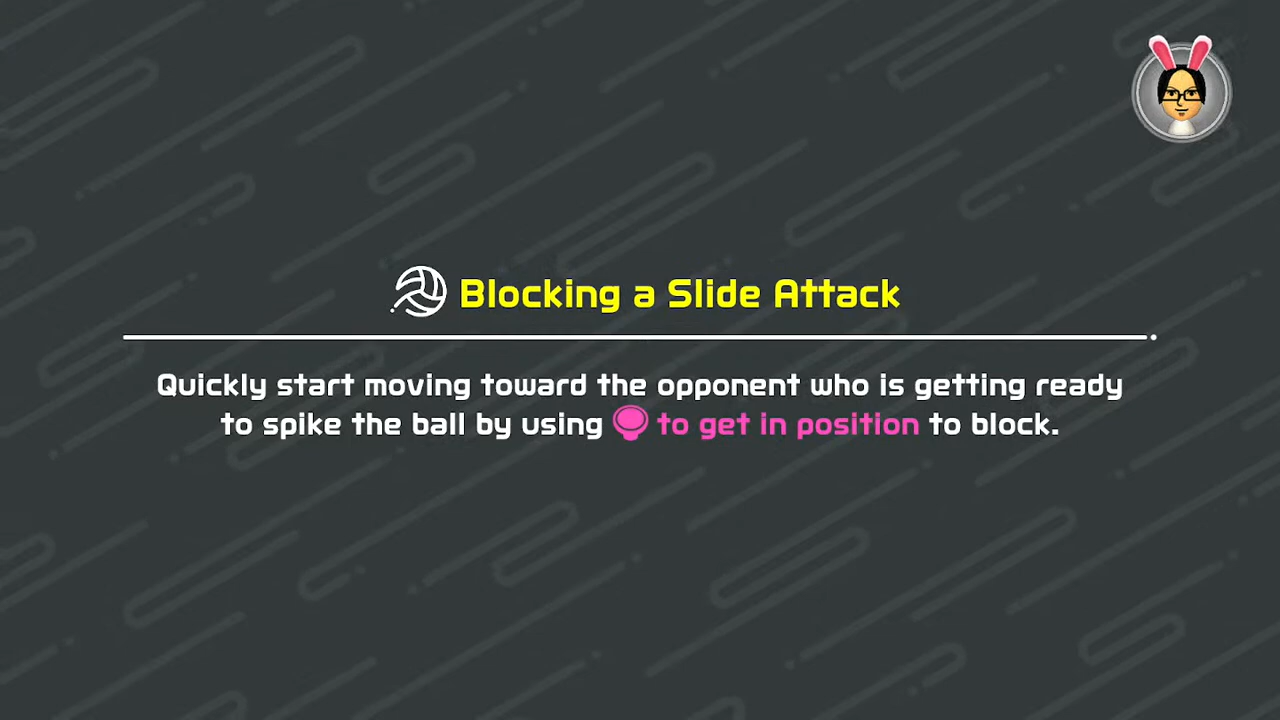 Blocking a Slide Attack
Quickly start moving toward the opponent who is getting ready
to spike the ball by using to get in position to block.